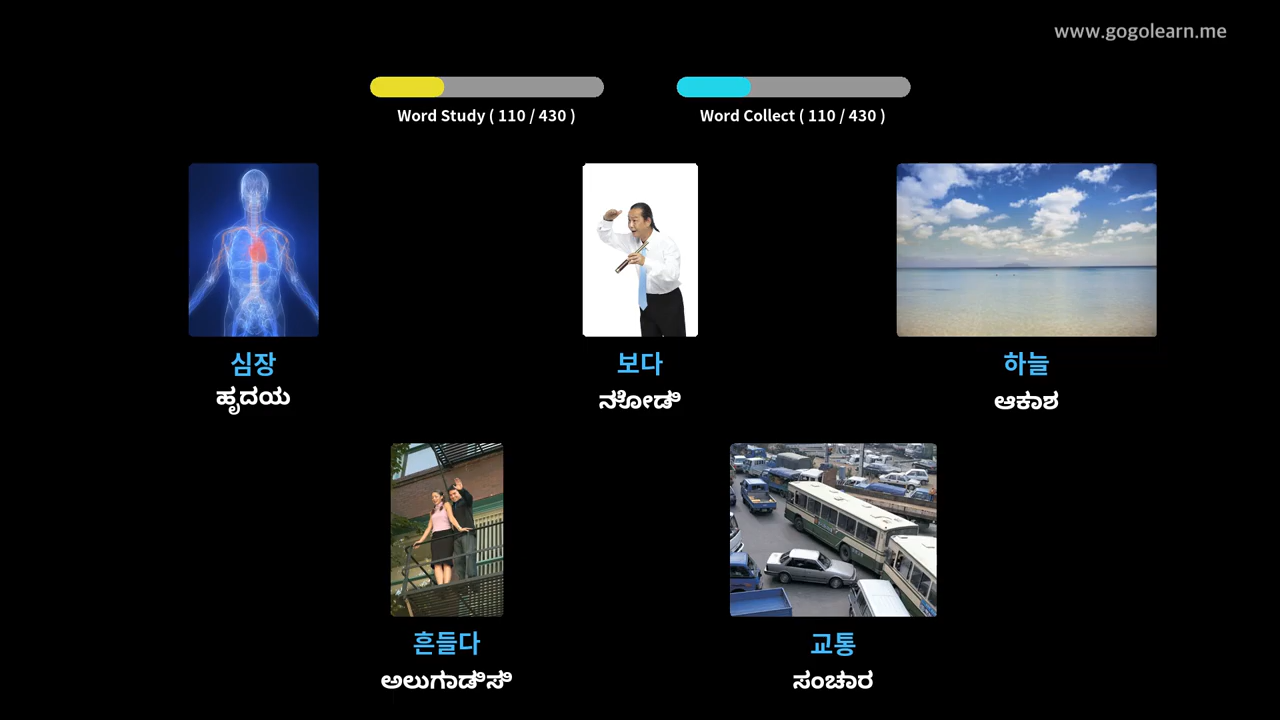 www.gogolearn.me
Word Study ( 110 / 430 )
Word Collect ( 110 / 430 )
심장
ಹೃದಯ
보다
ನೋಡಿ
하늘
ಆಕಾಶ
흔들다
ಅಲುಗಾಡಿಸಿ
교통
ಸಂಚಾರ